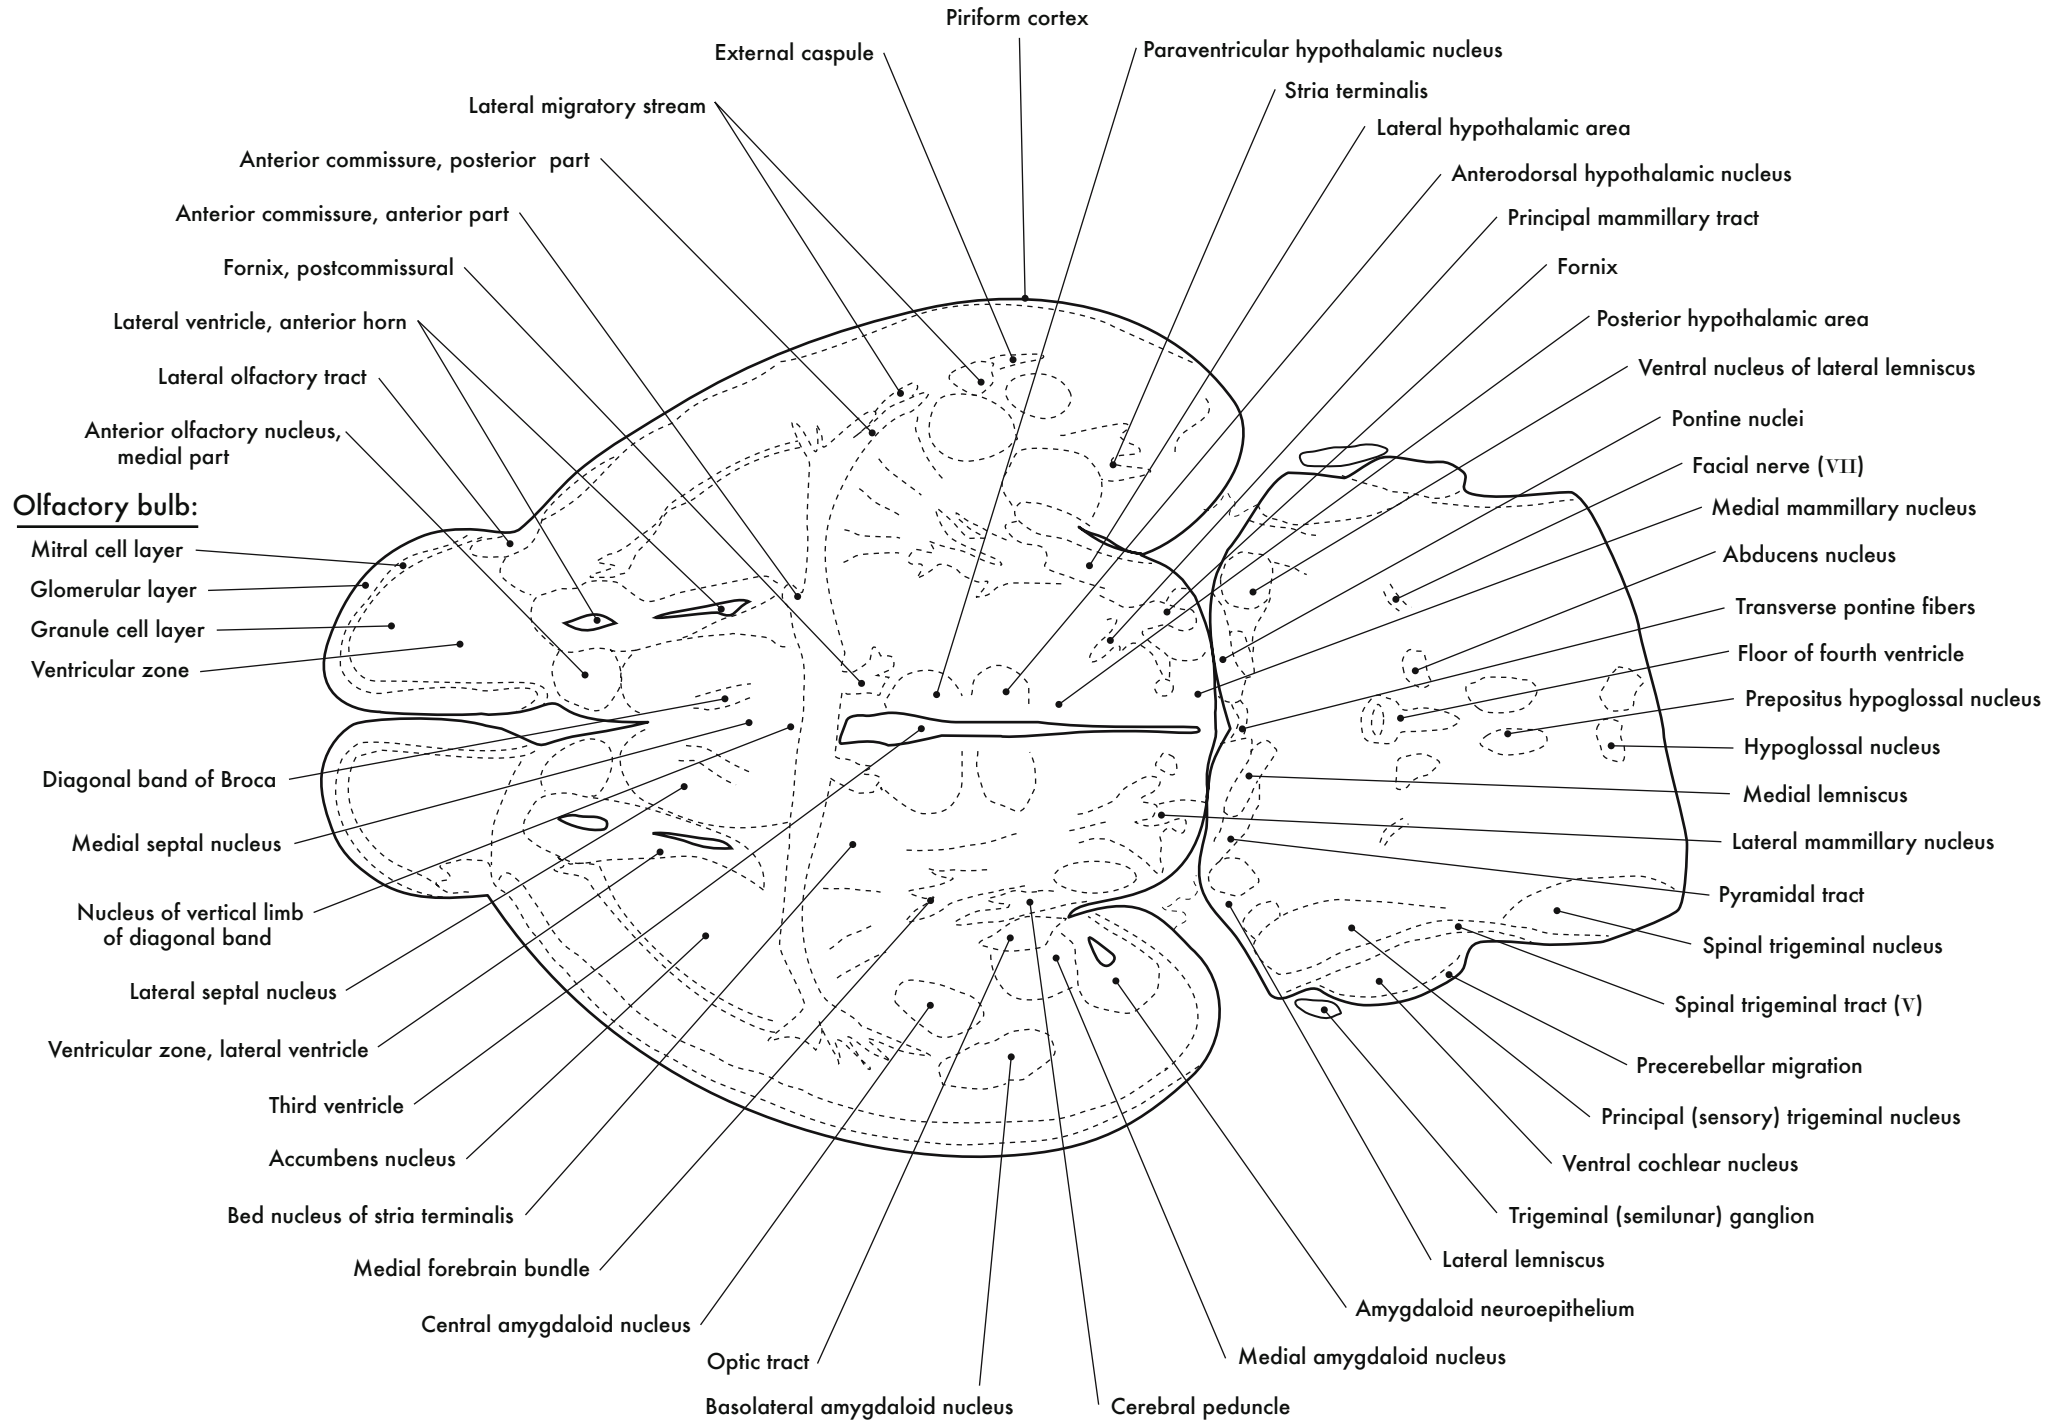 Piriform cortex
External caspule
Paraventricular hypothalamic nucleus
Stria terminalis
Lateral migratory stream
Lateral hypothalamic area
Anterior commissure, posterior part
Anterodorsal hypothalamic nucleus
Anterior commissure, anterior part
Principal mammillary tract
Fornix, postcommissural
Fornix
Lateral ventricle, anterior horn
Posterior hypothalamic area
Lateral olfactory tract
Ventral nucleus of lateral lemniscus
Anterior olfactory nucleus,
medial part
Pontine nuclei
Facial nerve (VII)
Olfactory bulb:
Medial mammillary nucleus
Mitral cell layer
Abducens nucleus
Glomerular layer
Transverse pontine fibers
Granule cell layer
Floor of fourth ventricle
Ventricular zone
Prepositus hypoglossal nucleus
Hypoglossal nucleus
Diagonal band of Broca
Medial lemniscus
Medial septal nucleus
Lateral mammillary nucleus
Pyramidal tract
Nucleus of vertical limb
of diagonal band
Spinal trigeminal nucleus
Lateral septal nucleus
Spinal trigeminal tract (V)
Ventricular zone, lateral ventricle
Precerebellar migration
Third ventricle
Principal (sensory) trigeminal nucleus
Accumbens nucleus
Ventral cochlear nucleus
Bed nucleus of stria terminalis
Trigeminal (semilunar) ganglion
Medial forebrain bundle
Lateral lemniscus
Central amygdaloid nucleus
Amygdaloid neuroepithelium
Optic tract
Medial amygdaloid nucleus
Basolateral amygdaloid nucleus
Cerebral peduncle